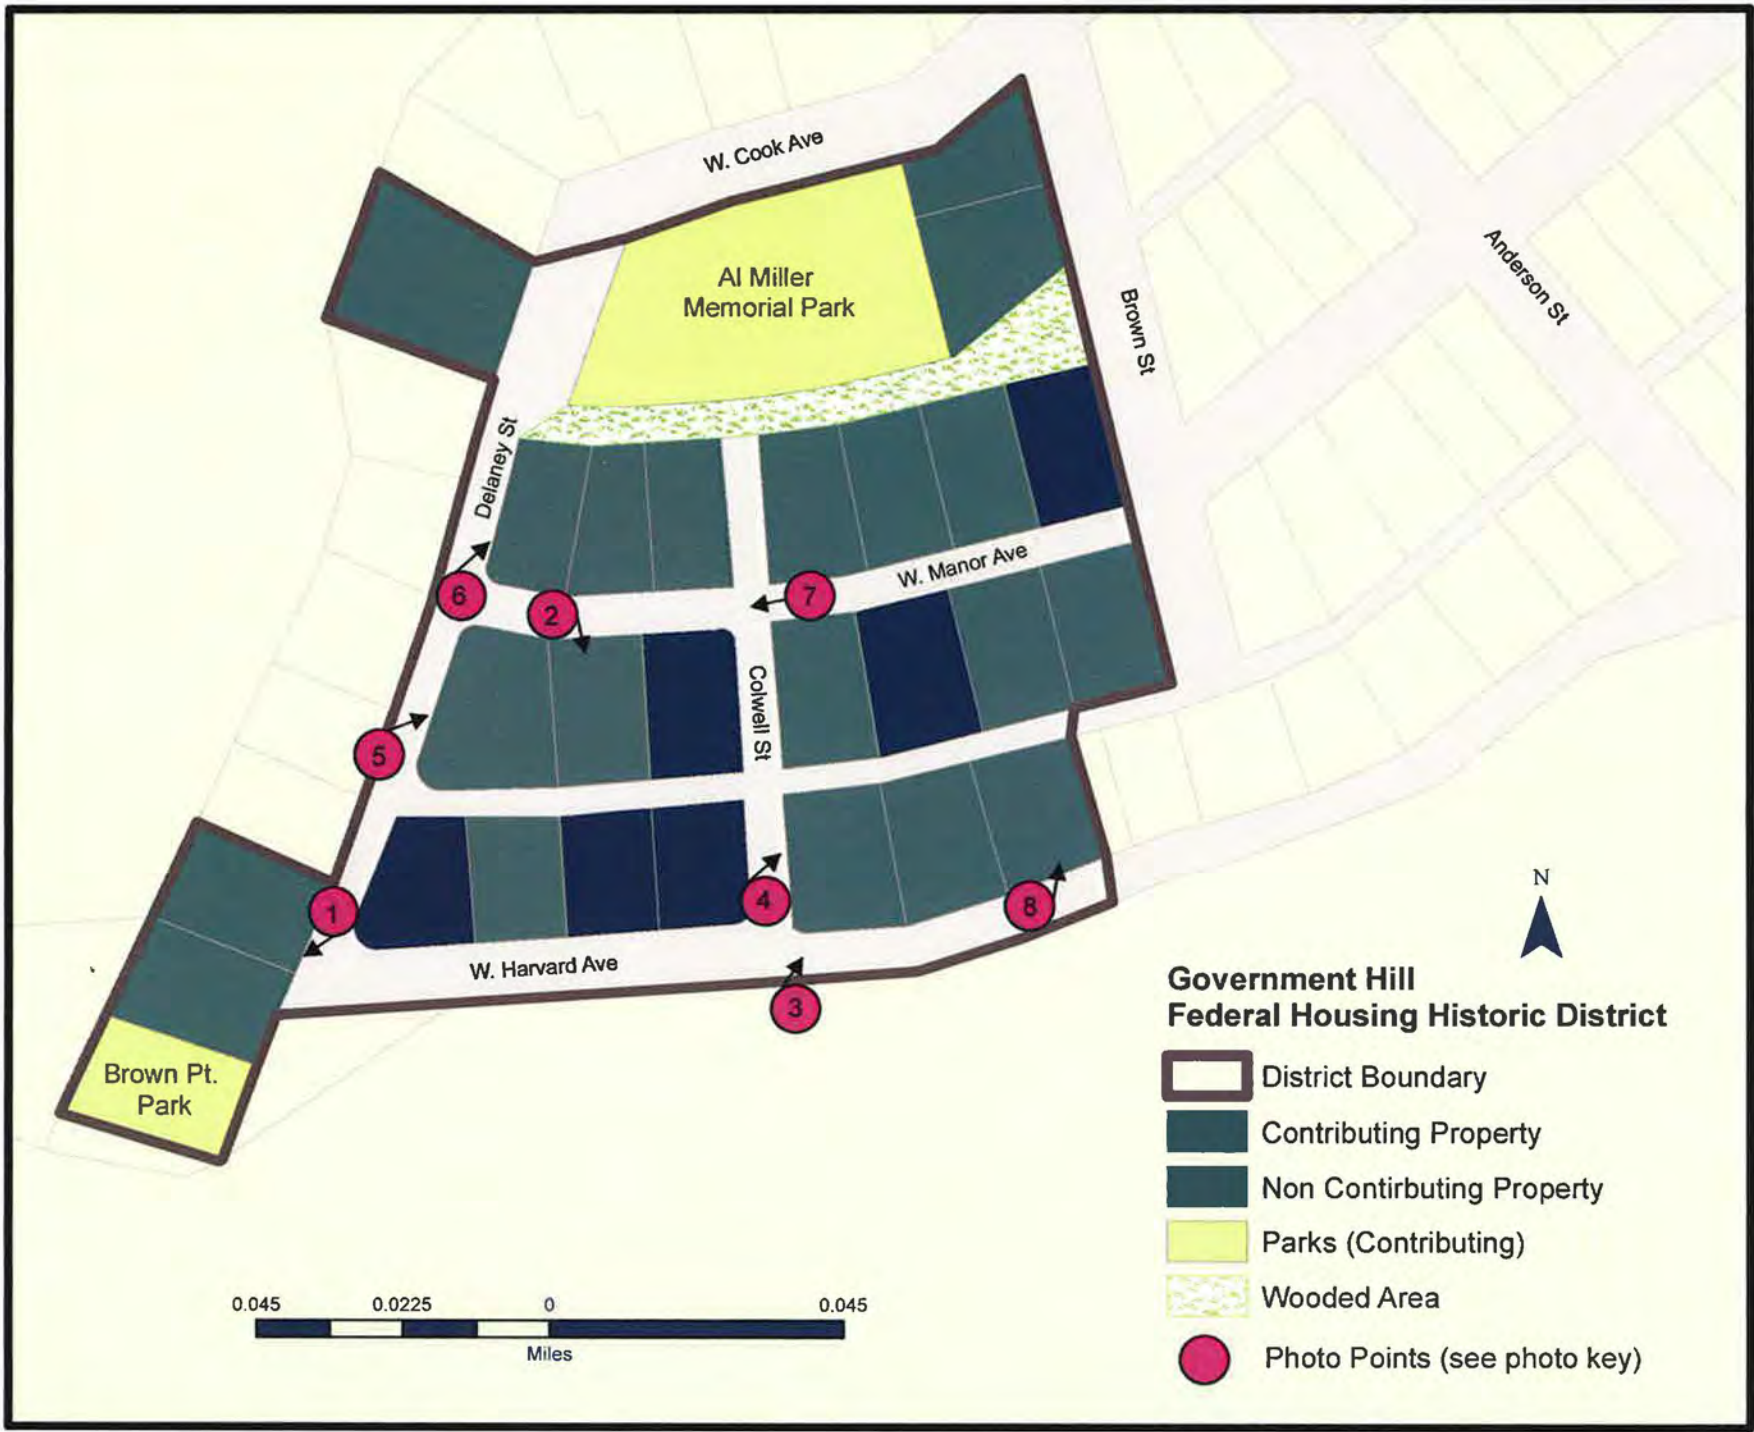 W. Cook Ave
Al Miller
Memorial Park
Brown St
Anderson St
Delaney St
W. Manor Ave
6
2
7
Colwell St
5
4
1
8
W. Harvard Ave
3
Brown Pt.
Park
N
Government Hill
Federal Housing Historic District
District Boundary
Contributing Property
Non Contirbuting Property
Parks (Contributing)
Wooded Area
Photo Points (see photo key)
0.045 0.0225 0 0.045
Miles